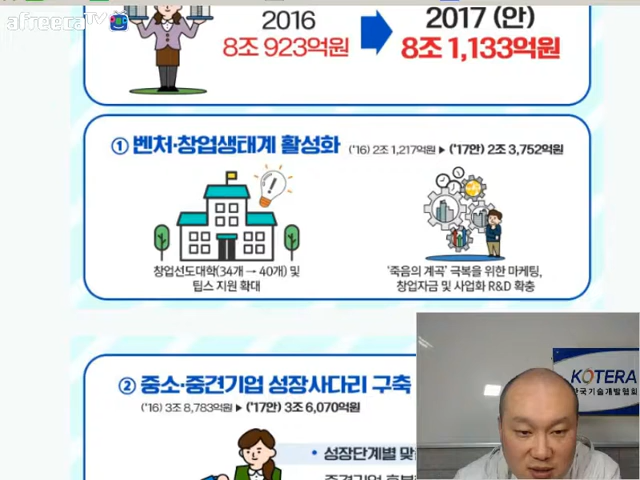 afreecaTV
2016
8조 923억원
2017 (안)
8조 1,133억원
① 벤처·창업생태계 활성화 ('16) 2조 1,217억원 ▶ ('17안) 2조 3,752억원
창업선도대학(34개 → 40개) 및
팁스 지원 확대
'죽음의 계곡' 극복을 위한 마케팅,
창업자금 및 사업화 R&D 확충
② 중소·중견기업 성장사다리 구축
('16) 3조 8,783억원 ▶ ('17안) 3조 6,070억원
• 성장단계별
KOTERA
한국기술개발협회